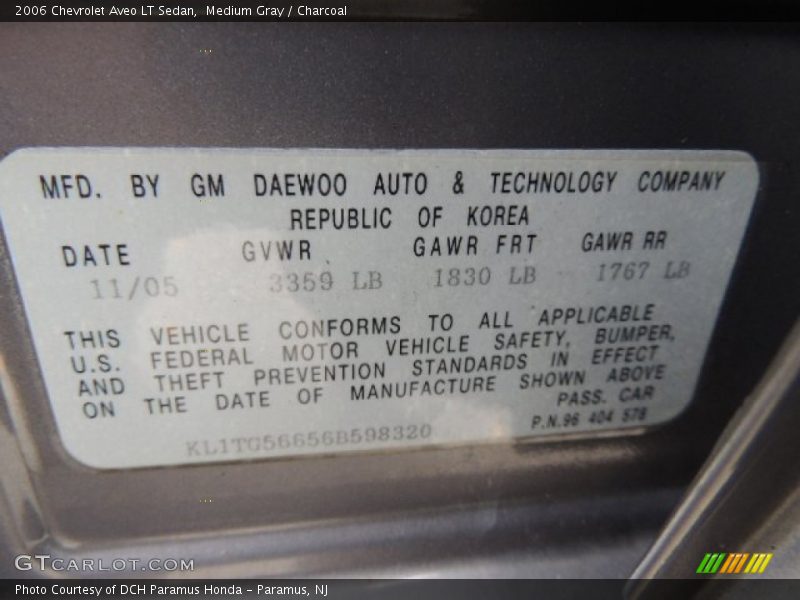 2006 Chevrolet Aveo LT Sedan, Medium Gray / Charcoal
MFD. BY GM DAEWOO AUTO & TECHNOLOGY COMPANY
REPUBLIC OF KOREA
DATE GVWR GAWR FRT GAWR RR
11/05 3359 LB 1830 LB 1767 LB
THIS VEHICLE CONFORMS TO ALL APPLICABLE
U.S. FEDERAL MOTOR VEHICLE SAFETY, BUMPER,
AND THEFT PREVENTION STANDARDS IN EFFECT
ON THE DATE OF MANUFACTURE SHOWN ABOVE
PASS. CAR
KL1TG56656B598320 P.N.96 404 578
GTCARLOT.COM
Photo Courtesy of DCH Paramus Honda - Paramus, NJ